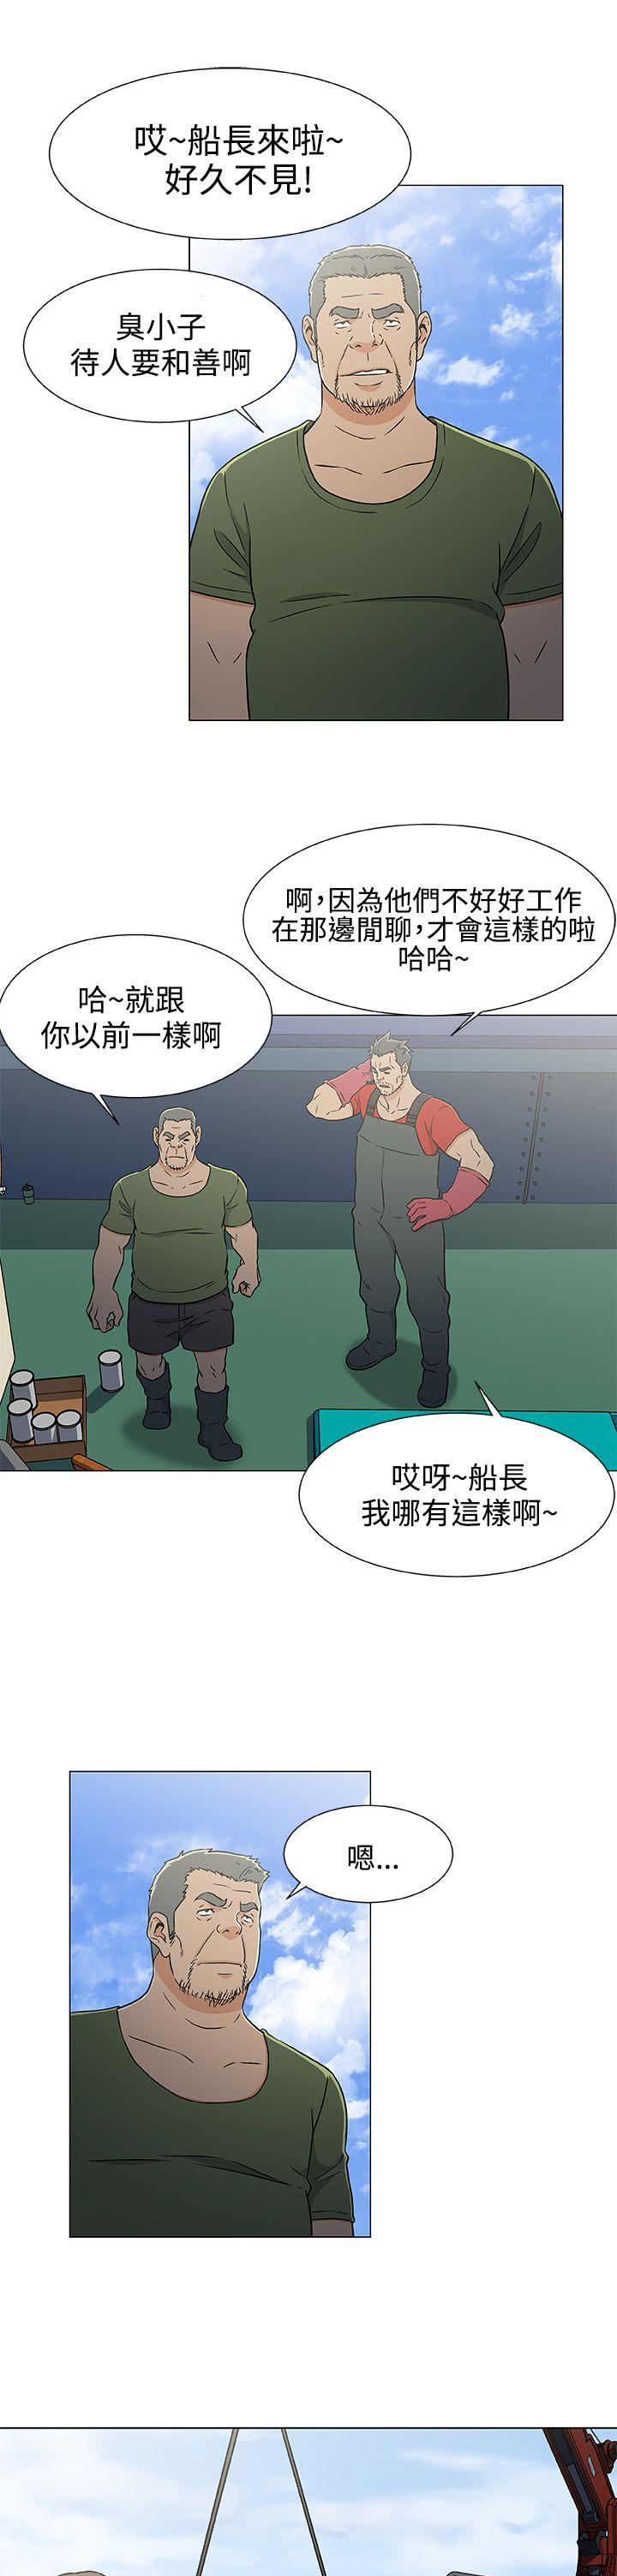 哎~船長來啦~
好久不見!
臭小子
待人要和善啊
啊,因為他們不好好工作
在那邊閒聊,才會這樣的啦
哈哈~
哈~就跟
你以前一樣啊
哎呀~船長
我哪有這樣啊~
嗯...